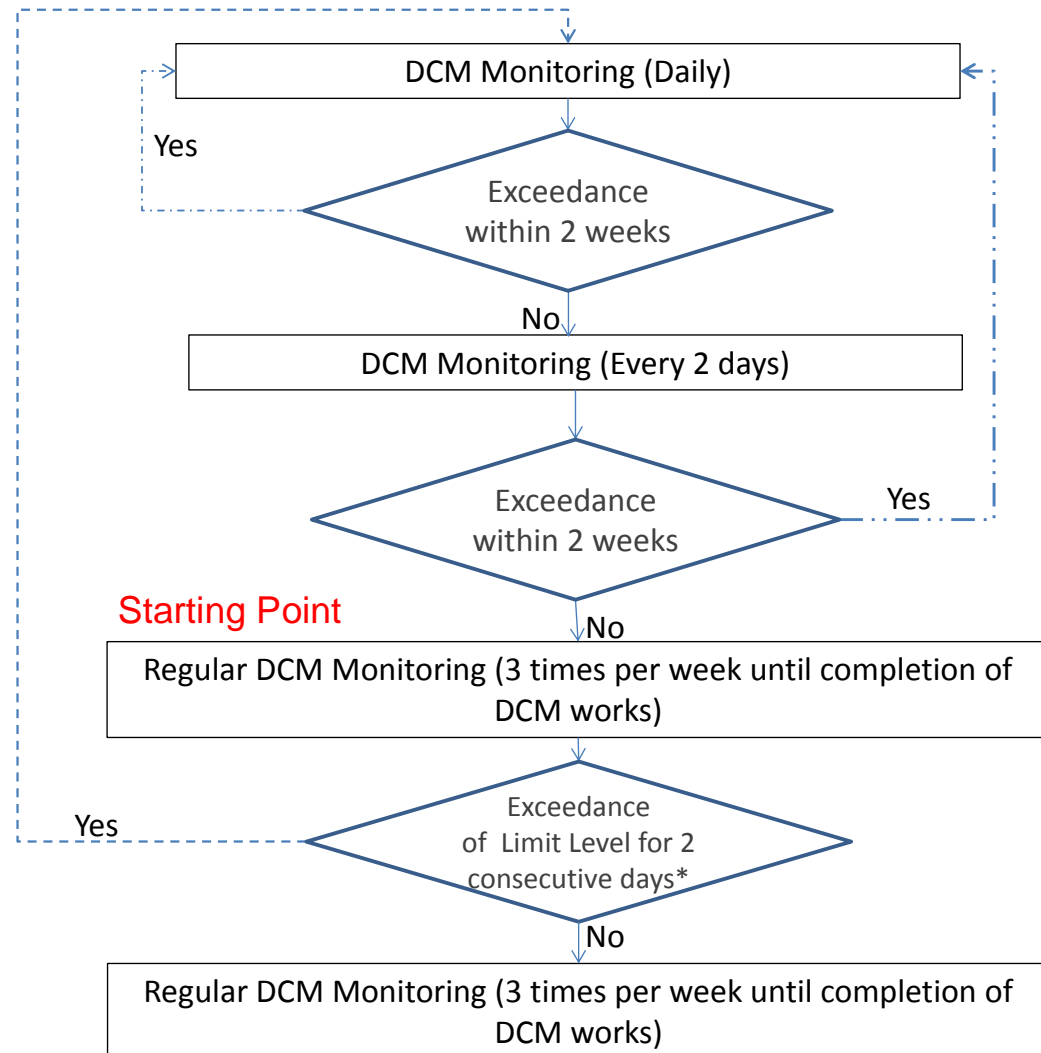 DCM Monitoring (Daily)
Yes
Exceedance
within 2 weeks
No
DCM Monitoring (Every 2 days)
Exceedance
within 2 weeks
Yes
Starting Point
No
Regular DCM Monitoring (3 times per week until completion of
DCM works)
Exceedance
of Limit Level for 2
consecutive days*
Yes
No
Regular DCM Monitoring (3 times per week until completion of
DCM works)